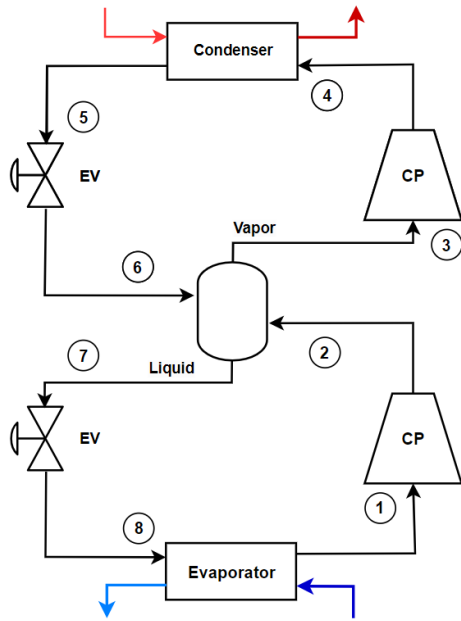 Condenser
4
5
EV
CP
Vapor
3
6
2
7
Liquid
EV
CP
1
8
Evaporator